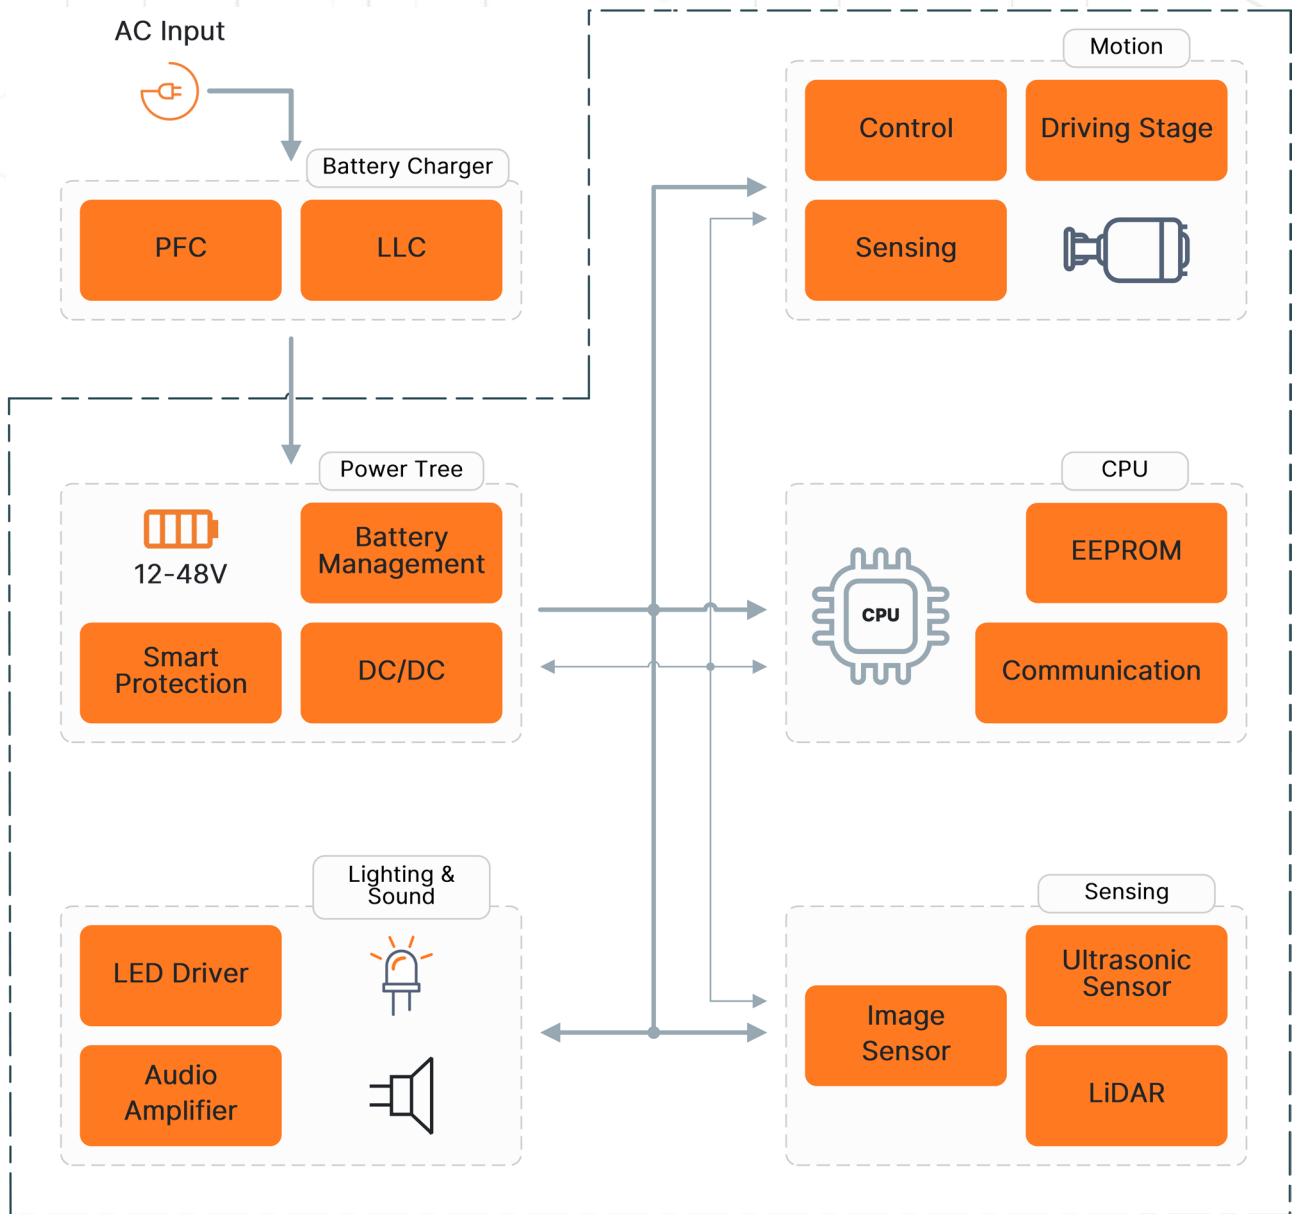 AC Input
Battery Charger
PFC
LLC
Motion
Control
Driving Stage
Sensing
Power Tree
12-48V
Battery
Management
Smart
Protection
DC/DC
CPU
CPU
EEPROM
Communication
Lighting &
Sound
LED Driver
Audio
Amplifier
Sensing
Image
Sensor
Ultrasonic
Sensor
LiDAR